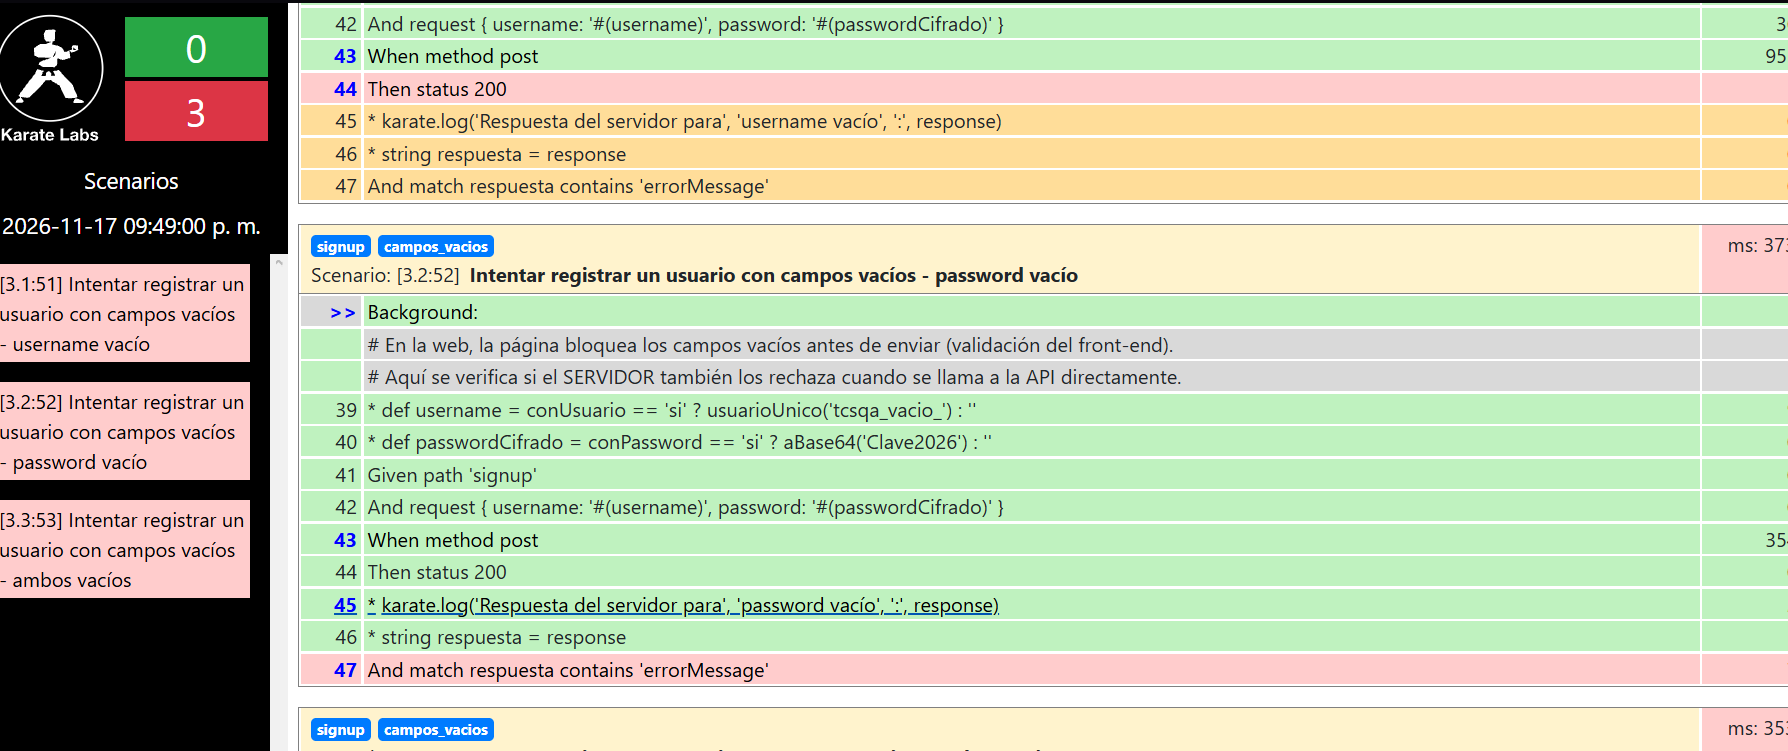 0
3
Karate Labs
Scenarios
2026-11-17 09:49:00 p. m.
[3.1:51] Intentar registrar un
usuario con campos vacíos
- username vacío
[3.2:52] Intentar registrar un
usuario con campos vacíos
- password vacío
[3.3:53] Intentar registrar un
usuario con campos vacíos
- ambos vacíos
42 And request { username: '#(username)', password: '#(passwordCifrado)' }
43 When method post 95
44 Then status 200
45 * karate.log('Respuesta del servidor para', 'username vacío', ':', response)
46 * string respuesta = response
47 And match respuesta contains 'errorMessage'
signup campos_vacios ms: 373
Scenario: [3.2:52] Intentar registrar un usuario con campos vacíos - password vacío
>> Background:
# En la web, la página bloquea los campos vacíos antes de enviar (validación del front-end).
# Aquí se verifica si el SERVIDOR también los rechaza cuando se llama a la API directamente.
39 * def username = conUsuario == 'si' ? usuarioUnico('tcsqa_vacio_') : ''
40 * def passwordCifrado = conPassword == 'si' ? aBase64('Clave2026') : ''
41 Given path 'signup'
42 And request { username: '#(username)', password: '#(passwordCifrado)' }
43 When method post 354
44 Then status 200
45 * karate.log('Respuesta del servidor para', 'password vacío', ':', response)
46 * string respuesta = response
47 And match respuesta contains 'errorMessage'
signup campos_vacios ms: 353